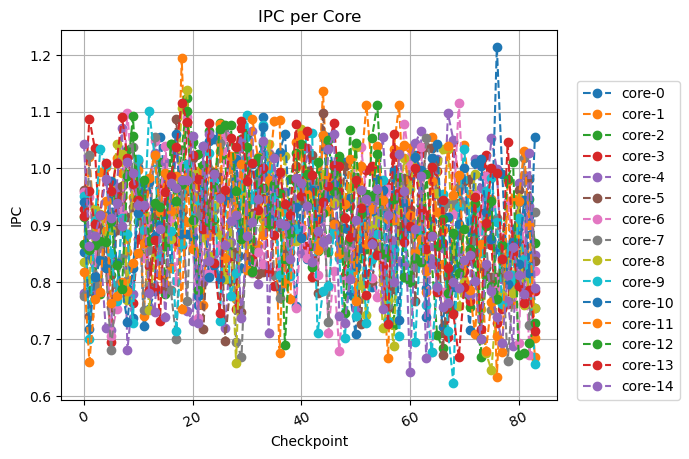 IPC per Core
IPC
1.2
1.1
1.0
0.9
0.8
0.7
0.6
0
20
40
60
80
Checkpoint
core-0
core-1
core-2
core-3
core-4
core-5
core-6
core-7
core-8
core-9
core-10
core-11
core-12
core-13
core-14